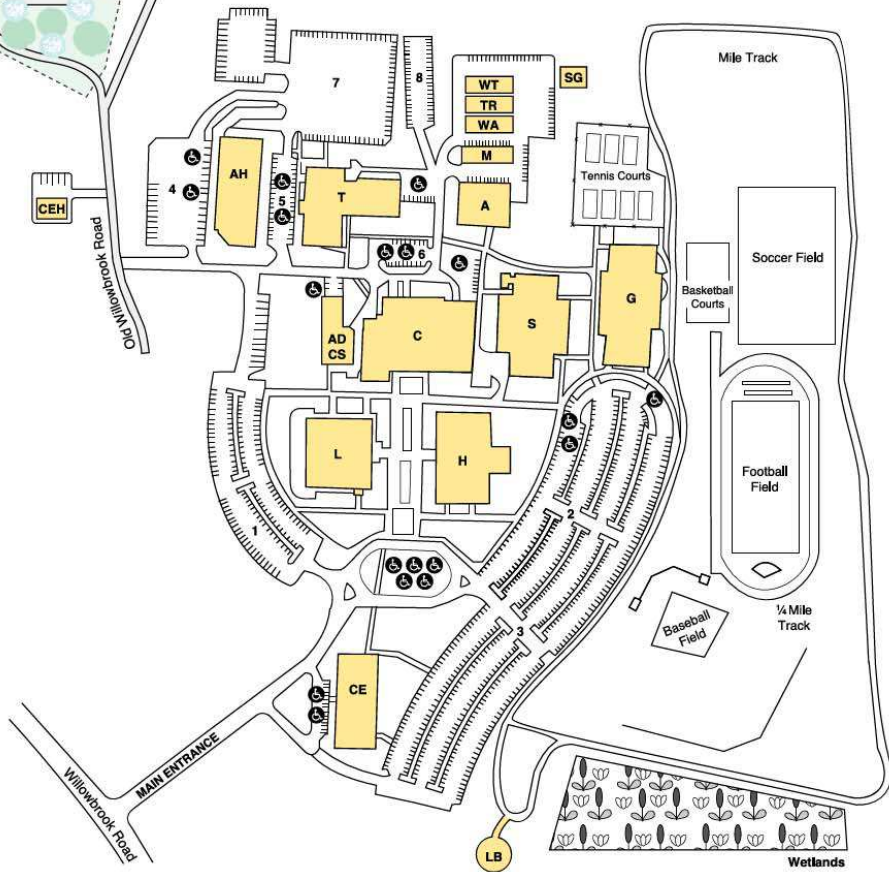 Mile Track
7
8
WT
TR
WA
SG
M
Tennis Courts
4
AH
5
T
A
CEH
Old Willowbrook Road
6
Soccer Field
Basketball
Courts
G
S
C
AD
CS
L
H
Football
Field
2
1
3
Baseball
Field
¼ Mile
Track
CE
MAIN ENTRANCE
Willowbrook Road
LB
Wetlands